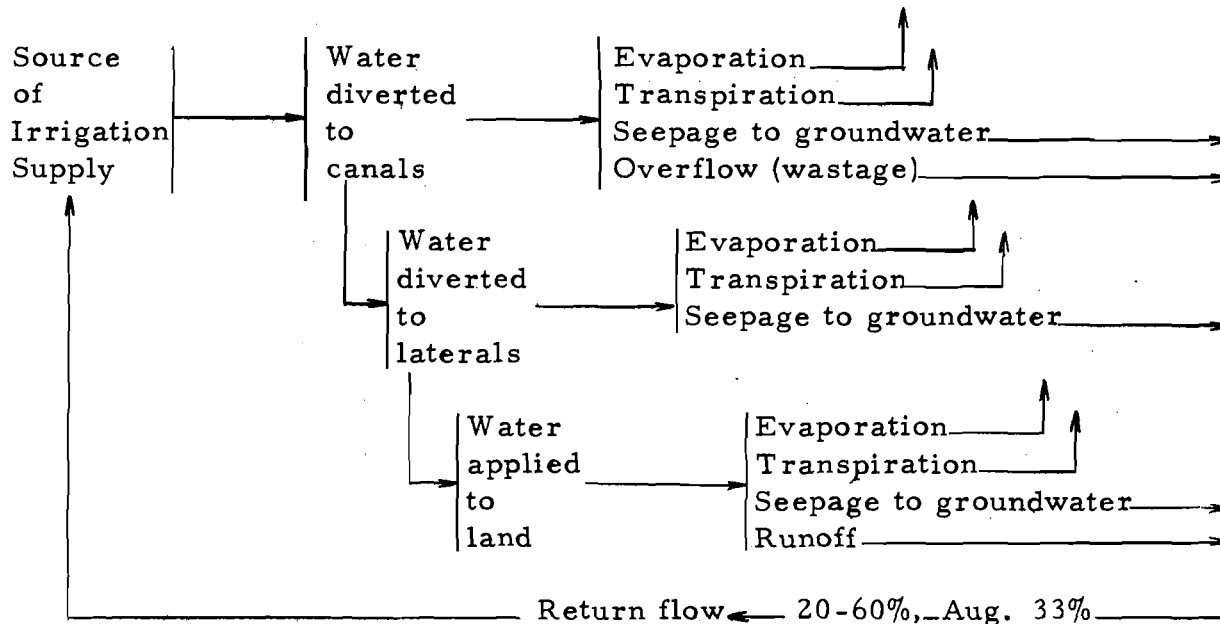 Source
of
Irrigation
Supply
Water
diverted
to
canals
Evaporation
Transpiration
Seepage to groundwater
Overflow (wastage)
Water
diverted
to
laterals
Evaporation
Transpiration
Seepage to groundwater
Water
applied
to
land
Evaporation
Transpiration
Seepage to groundwater
Runoff
Return flow 20-60%, Aug. 33%